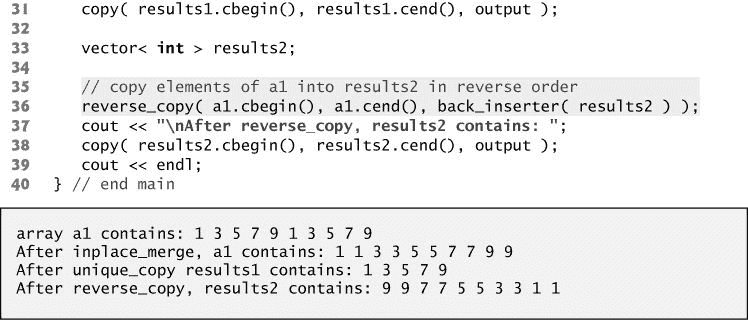 31 copy( results1.cbegin(), results1.cend(), output );
32
33 vector< int > results2;
34
35 // copy elements of a1 into results2 in reverse order
36 reverse_copy( a1.cbegin(), a1.cend(), back_inserter( results2 ) );
37 cout << "\nAfter reverse_copy, results2 contains: ";
38 copy( results2.cbegin(), results2.cend(), output );
39 cout << endl;
40 } // end main
array a1 contains: 1 3 5 7 9 1 3 5 7 9
After inplace_merge, a1 contains: 1 1 3 3 5 5 7 7 9 9
After unique_copy results1 contains: 1 3 5 7 9
After reverse_copy, results2 contains: 9 9 7 7 5 5 3 3 1 1